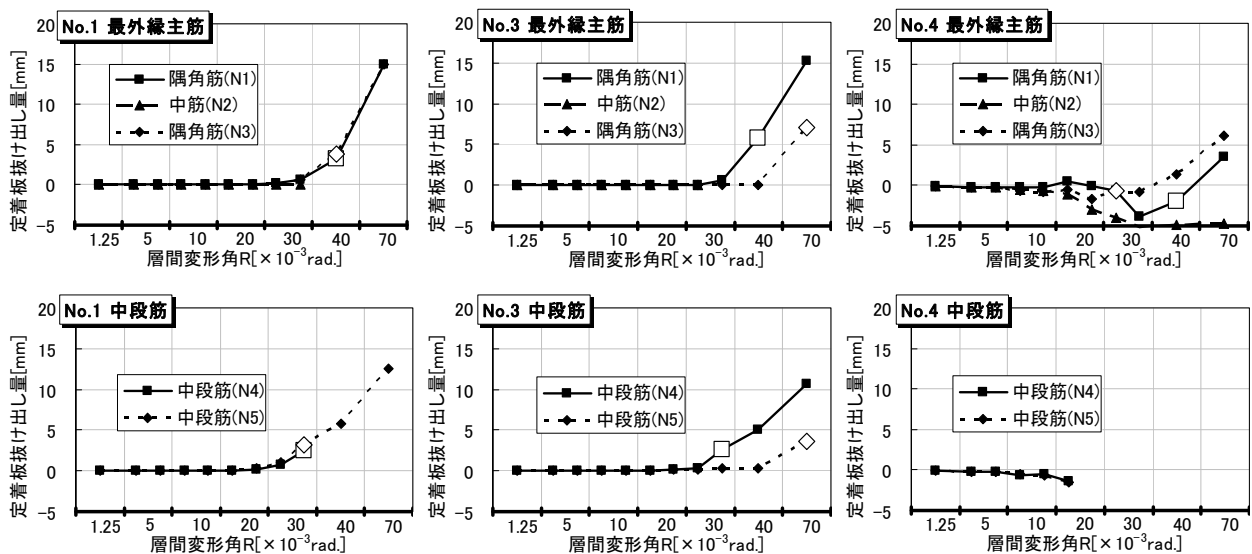 No.1 最外縁主筋
定着板抜け出し量[mm]
20
15
10
5
0
-5
隅角筋(N1)
中筋(N2)
隅角筋(N3)
1.25 5 10 20 30 40 70
層間変形角R[×10⁻³rad.]
No.3 最外縁主筋
定着板抜け出し量[mm]
20
15
10
5
0
-5
隅角筋(N1)
隅角筋(N3)
1.25 5 10 20 30 40 70
層間変形角R[×10⁻³rad.]
No.4 最外縁主筋
定着板抜け出し量[mm]
20
15
10
5
0
-5
隅角筋(N1)
中筋(N2)
隅角筋(N3)
1.25 5 10 20 30 40 70
層間変形角R[×10⁻³rad.]
No.1 中段筋
定着板抜け出し量[mm]
20
15
10
5
0
-5
中段筋(N4)
中段筋(N5)
1.25 5 10 20 30 40 70
層間変形角R[×10⁻³rad.]
No.3 中段筋
定着板抜け出し量[mm]
20
15
10
5
0
-5
中段筋(N4)
中段筋(N5)
1.25 5 10 20 30 40 70
層間変形角R[×10⁻³rad.]
No.4 中段筋
定着板抜け出し量[mm]
20
15
10
5
0
-5
中段筋(N4)
中段筋(N5)
1.25 5 10 20 30 40 70
層間変形角R[×10⁻³rad.]